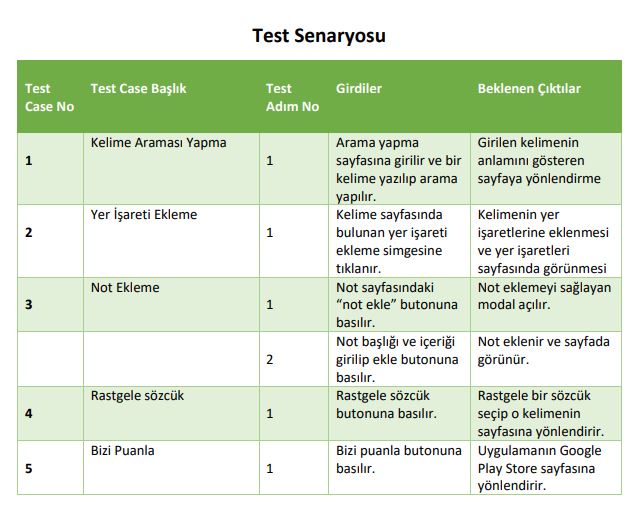 Test Senaryosu
Test
Case No
Test Case Başlık
Test
Adım No
Girdiler
Beklenen Çıktılar
1
Kelime Araması Yapma
1
Arama yapma
sayfasına girilir ve bir
kelime yazılıp arama
yapılır.
Girilen kelimenin
anlamını gösteren
sayfaya yönlendirme
2
Yer İşareti Ekleme
1
Kelime sayfasında
bulunan yer işareti
ekleme simgesine
tıklanır.
Kelimenin yer
işaretlerine eklenmesi
ve yer işaretleri
sayfasında görünmesi
3
Not Ekleme
1
Not sayfasındaki
“not ekle” butonuna
basılır.
Not eklemeyi sağlayan
modal açılır.
2
Not başlığı ve içeriği
girilip ekle butonuna
basılır.
Not eklenir ve sayfada
görünür.
4
Rastgele sözcük
1
Rastgele sözcük
butonuna basılır.
Rastgele bir sözcük
seçip o kelimenin
sayfasına yönlendirir.
5
Bizi Puanla
1
Bizi puanla butonuna
basılır.
Uygulamanın Google
Play Store sayfasına
yönlendirir.